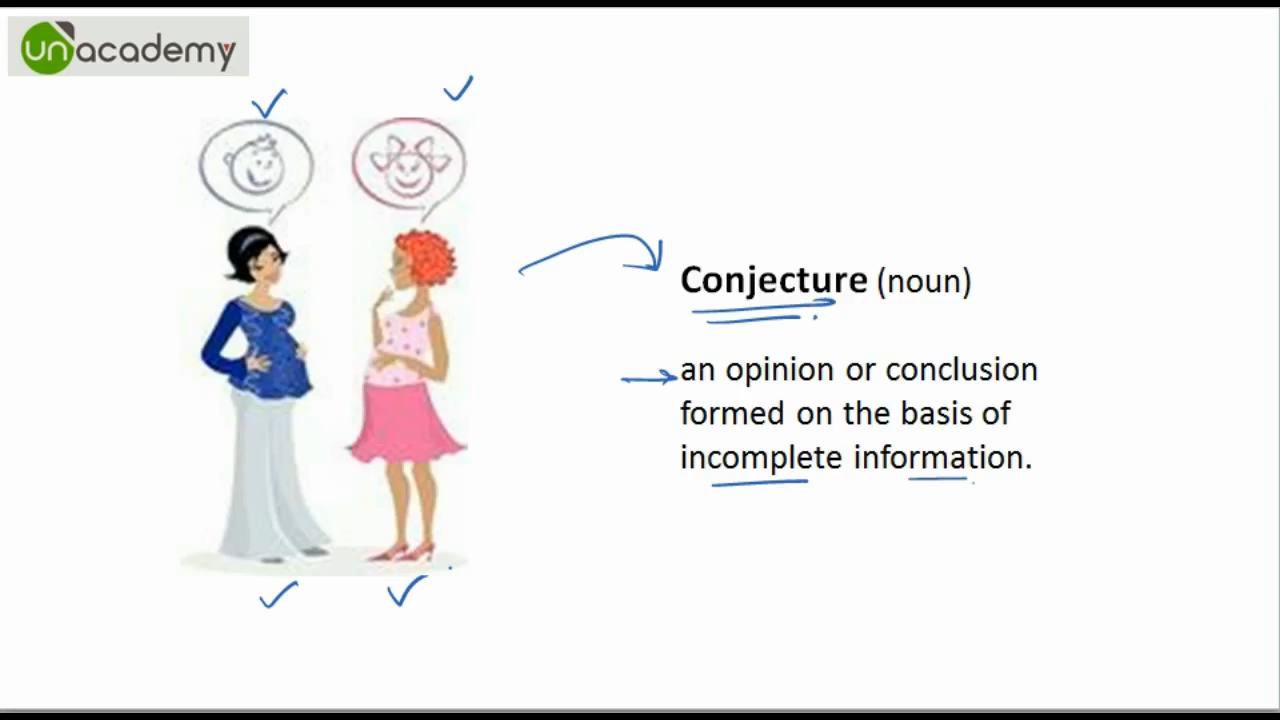 unacademy
Conjecture (noun)
an opinion or conclusion
formed on the basis of
incomplete information.